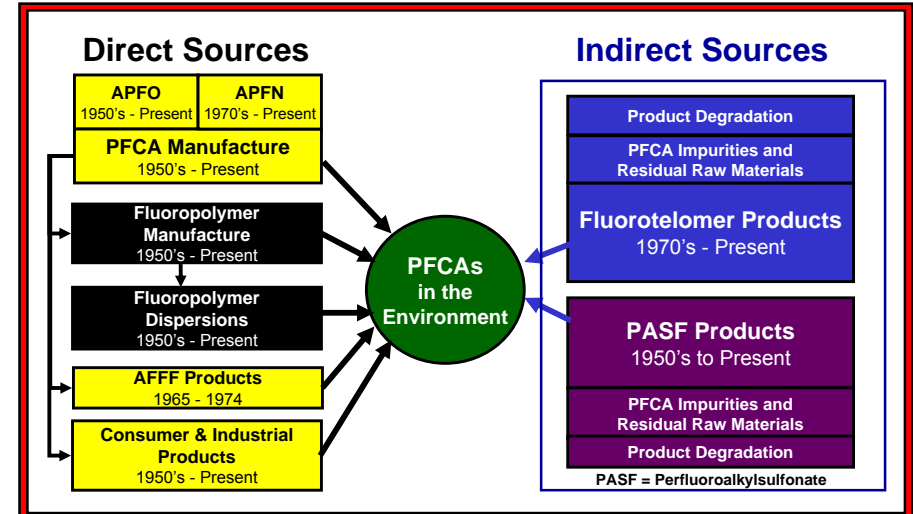 Direct Sources
APFO
1950's - Present
APFN
1970's - Present
PFCA Manufacture
1950's - Present
Fluoropolymer
Manufacture
1950's - Present
Fluoropolymer
Dispersions
1950's – Present
AFFF Products
1965 - 1974
Consumer & Industrial
Products
1950's - Present
PFCAs
in the
Environment
Indirect Sources
Product Degradation
PFCA Impurities and
Residual Raw Materials
Fluorotelomer Products
1970's - Present
PASF Products
1950's to Present
PFCA Impurities and
Residual Raw Materials
Product Degradation
PASF = Perfluoroalkylsulfonate